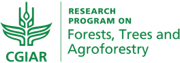 RESEARCH
PROGRAM ON
Forests, Trees and
Agroforestry
CGIAR